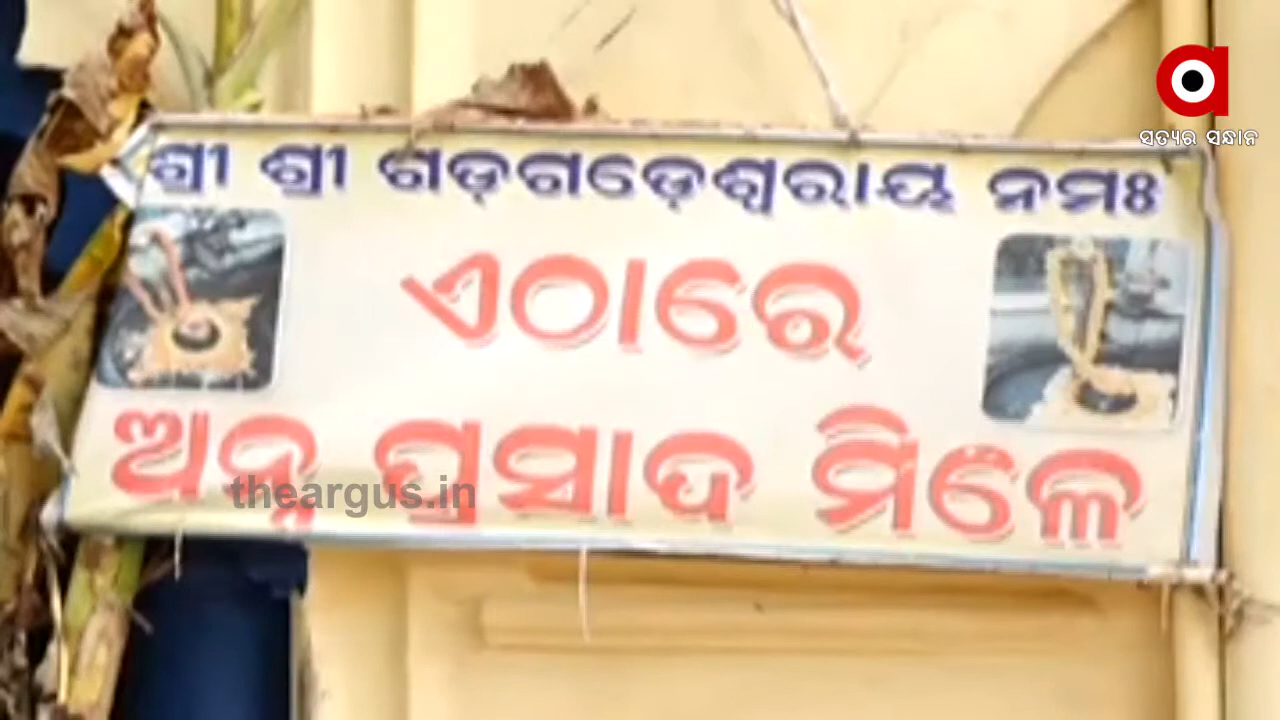 ସତ୍ୟର ସନ୍ଧାନ
ଶ୍ରୀ ଶ୍ରୀ ଗଡ଼ଗଡ଼େଶ୍ୱରାୟ ନମଃ
ଏଠାରେ
ଅନ୍ନ ପ୍ରସାଦ ମିଳେ
theargus.in